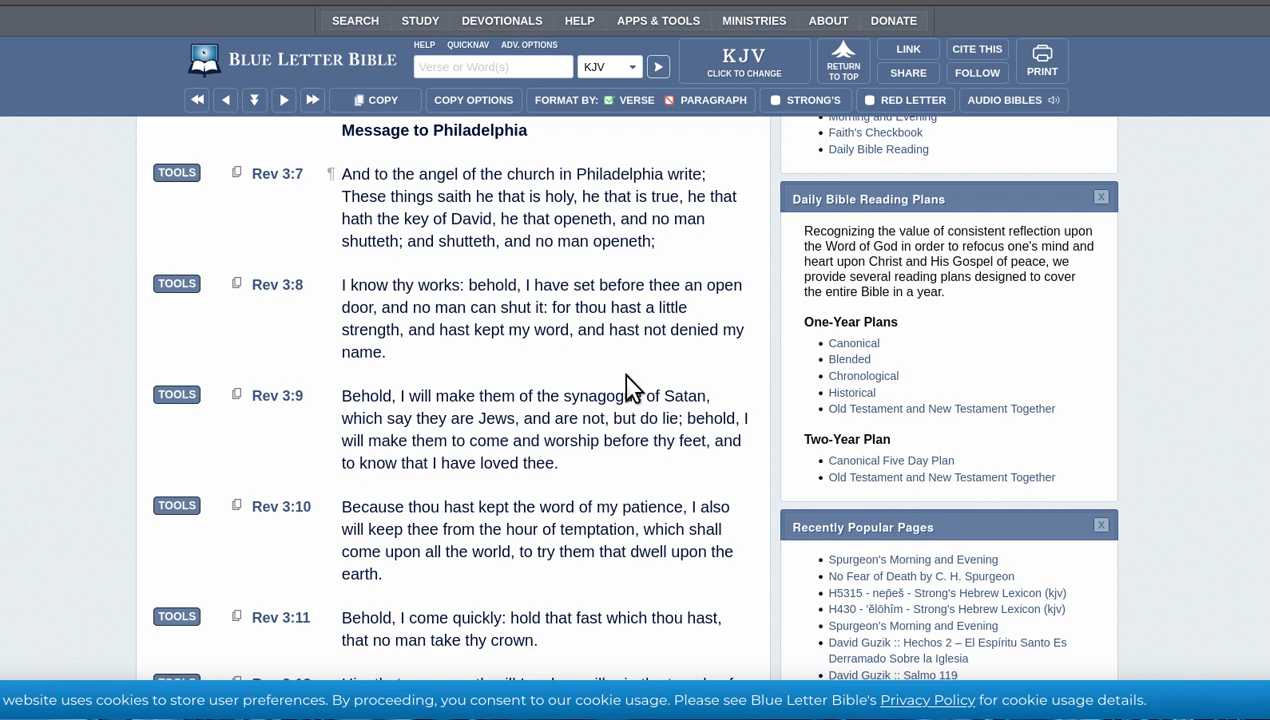 SEARCH STUDY DEVOTIONALS HELP APPS & TOOLS MINISTRIES ABOUT DONATE
BLUE LETTER BIBLE
HELP QUICKNAV ADV. OPTIONS
Verse or Word(s) KJV
KJV
CLICK TO CHANGE
RETURN
TO TOP
LINK CITE THIS
SHARE FOLLOW
PRINT
COPY COPY OPTIONS FORMAT BY: VERSE PARAGRAPH STRONG'S RED LETTER AUDIO BIBLES
Message to Philadelphia
TOOLS Rev 3:7 ¶ And to the angel of the church in Philadelphia write;
These things saith he that is holy, he that is true, he that
hath the key of David, he that openeth, and no man
shutteth; and shutteth, and no man openeth;
TOOLS Rev 3:8 I know thy works: behold, I have set before thee an open
door, and no man can shut it: for thou hast a little
strength, and hast kept my word, and hast not denied my
name.
TOOLS Rev 3:9 Behold, I will make them of the synagogue of Satan,
which say they are Jews, and are not, but do lie; behold, I
will make them to come and worship before thy feet, and
to know that I have loved thee.
TOOLS Rev 3:10 Because thou hast kept the word of my patience, I also
will keep thee from the hour of temptation, which shall
come upon all the world, to try them that dwell upon the
earth.
TOOLS Rev 3:11 Behold, I come quickly: hold that fast which thou hast,
that no man take thy crown.
Morning and Evening
Faith's Checkbook
Daily Bible Reading
Daily Bible Reading Plans X
Recognizing the value of consistent reflection upon
the Word of God in order to refocus one's mind and
heart upon Christ and His Gospel of peace, we
provide several reading plans designed to cover
the entire Bible in a year.
One-Year Plans
Canonical
Blended
Chronological
Historical
Old Testament and New Testament Together
Two-Year Plan
Canonical Five Day Plan
Old Testament and New Testament Together
Recently Popular Pages X
Spurgeon's Morning and Evening
No Fear of Death by C. H. Spurgeon
H5315 - nep̄eš - Strong's Hebrew Lexicon (kjv)
H430 - 'ĕlōhîm - Strong's Hebrew Lexicon (kjv)
Spurgeon's Morning and Evening
David Guzik :: Hechos 2 – El Espíritu Santo Es
Derramado Sobre la Iglesia
David Guzik :: Salmo 119
website uses cookies to store user preferences. By proceeding, you consent to our cookie usage. Please see Blue Letter Bible's Privacy Policy for cookie usage details.